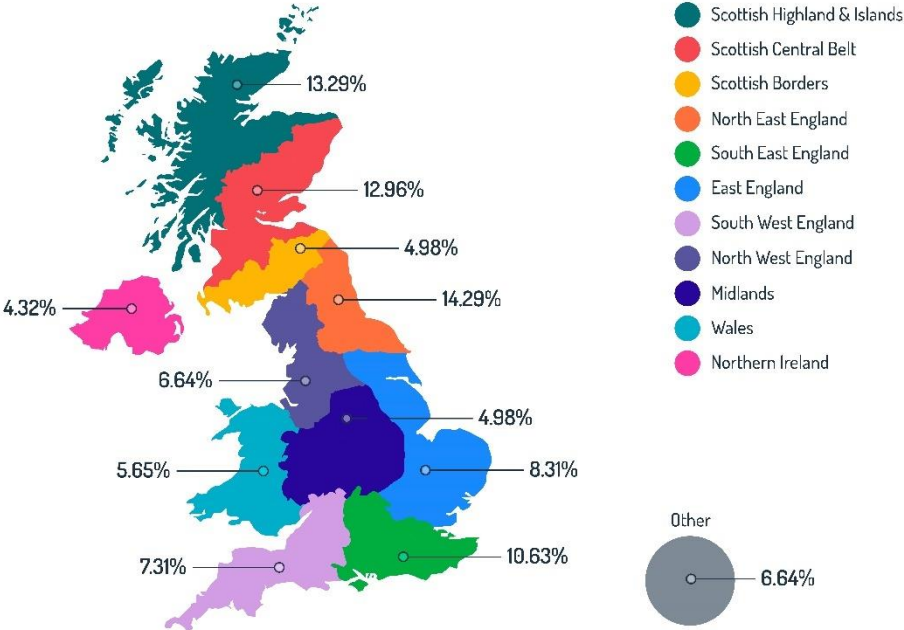 Scottish Highland & Islands
Scottish Central Belt
Scottish Borders
North East England
South East England
East England
South West England
North West England
Midlands
Wales
Northern Ireland
13.29%
12.96%
4.98%
14.29%
4.32%
6.64%
4.98%
5.65%
8.31%
10.63%
7.31%
Other
6.64%